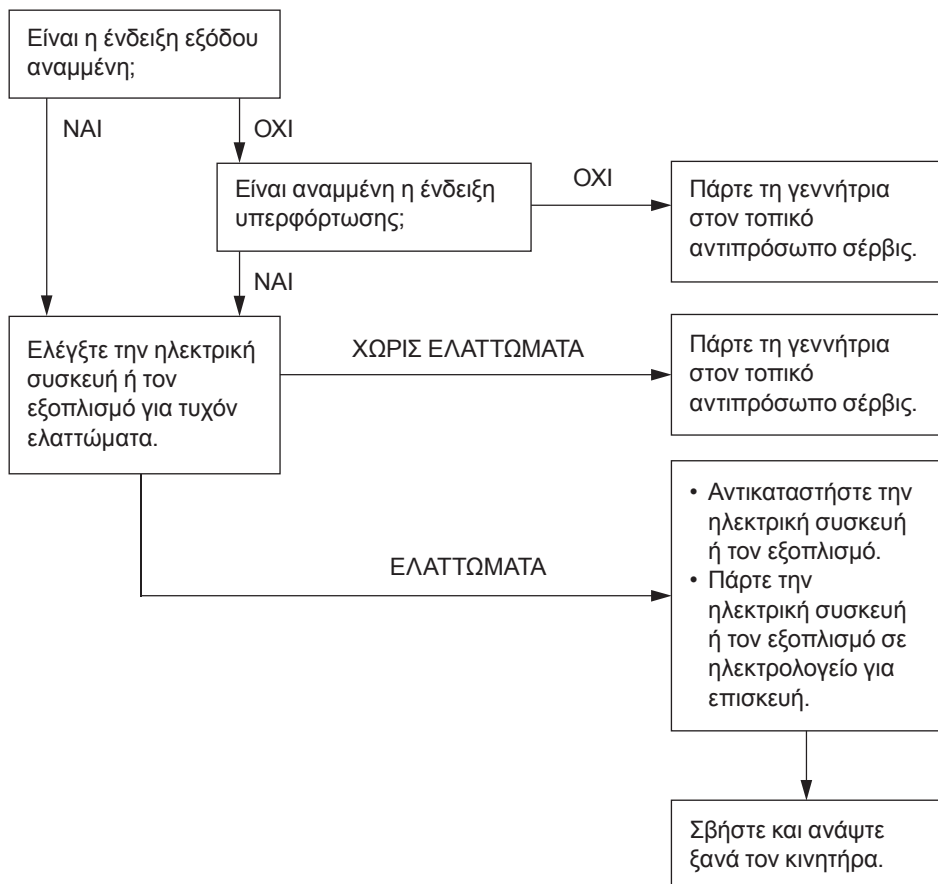 Είναι η ένδειξη εξόδου
αναμμένη;
ΝΑΙ
ΟΧΙ
Είναι αναμμένη η ένδειξη
υπερφόρτωσης;
ΟΧΙ
Πάρτε τη γεννήτρια
στον τοπικό
αντιπρόσωπο σέρβις.
ΝΑΙ
Ελέγξτε την ηλεκτρική
συσκευή ή τον
εξοπλισμό για τυχόν
ελαττώματα.
ΧΩΡΙΣ ΕΛΑΤΤΩΜΑΤΑ
Πάρτε τη γεννήτρια
στον τοπικό
αντιπρόσωπο σέρβις.
ΕΛΑΤΤΩΜΑΤΑ
• Αντικαταστήστε την
ηλεκτρική συσκευή
ή τον εξοπλισμό.
• Πάρτε την
ηλεκτρική συσκευή
ή τον εξοπλισμό σε
ηλεκτρολογείο για
επισκευή.
Σβήστε και ανάψτε
ξανά τον κινητήρα.